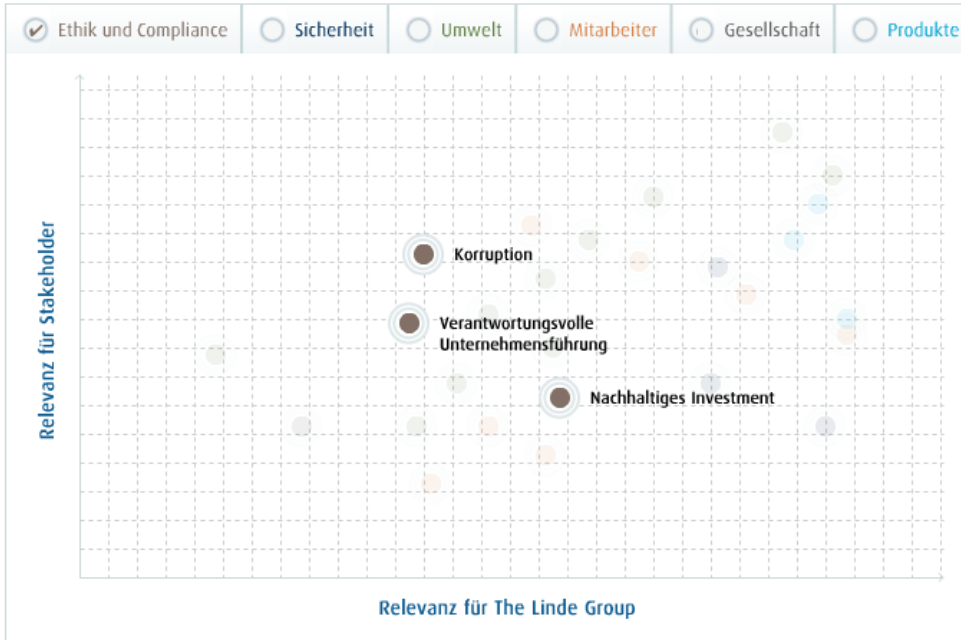 Ethik und Compliance
Sicherheit
Umwelt
Mitarbeiter
Gesellschaft
Produkte
Relevanz für Stakeholder
Korruption
Verantwortungsvolle
Unternehmensführung
Nachhaltiges Investment
Relevanz für The Linde Group